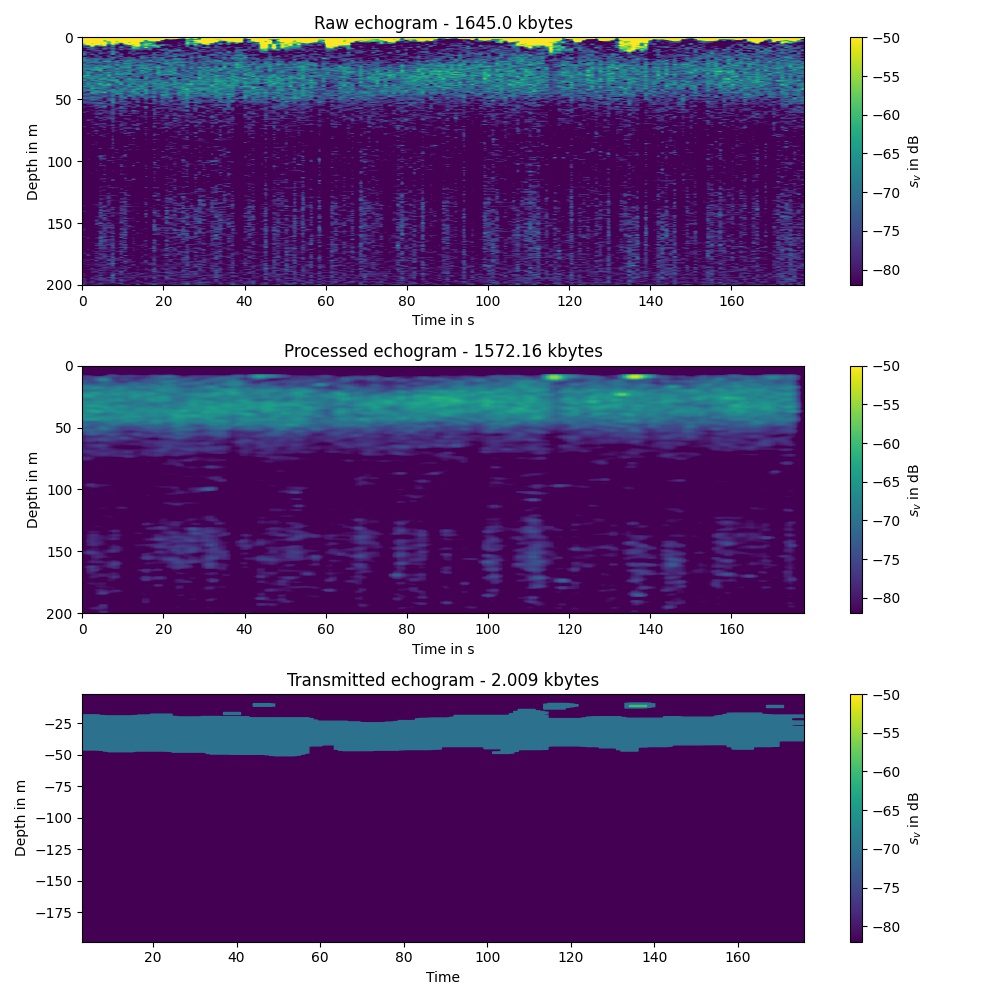 Raw echogram - 1645.0 kbytes
0
50
100
150
200
Depth in m
0 20 40 60 80 100 120 140 160
Time in s
−50
−55
−60
−65
−70
−75
−80
s_v in dB
Processed echogram - 1572.16 kbytes
0
50
100
150
200
Depth in m
0 20 40 60 80 100 120 140 160
Time in s
−50
−55
−60
−65
−70
−75
−80
s_v in dB
Transmitted echogram - 2.009 kbytes
−25
−50
−75
−100
−125
−150
−175
Depth in m
20 40 60 80 100 120 140 160
Time
−50
−55
−60
−65
−70
−75
−80
s_v in dB